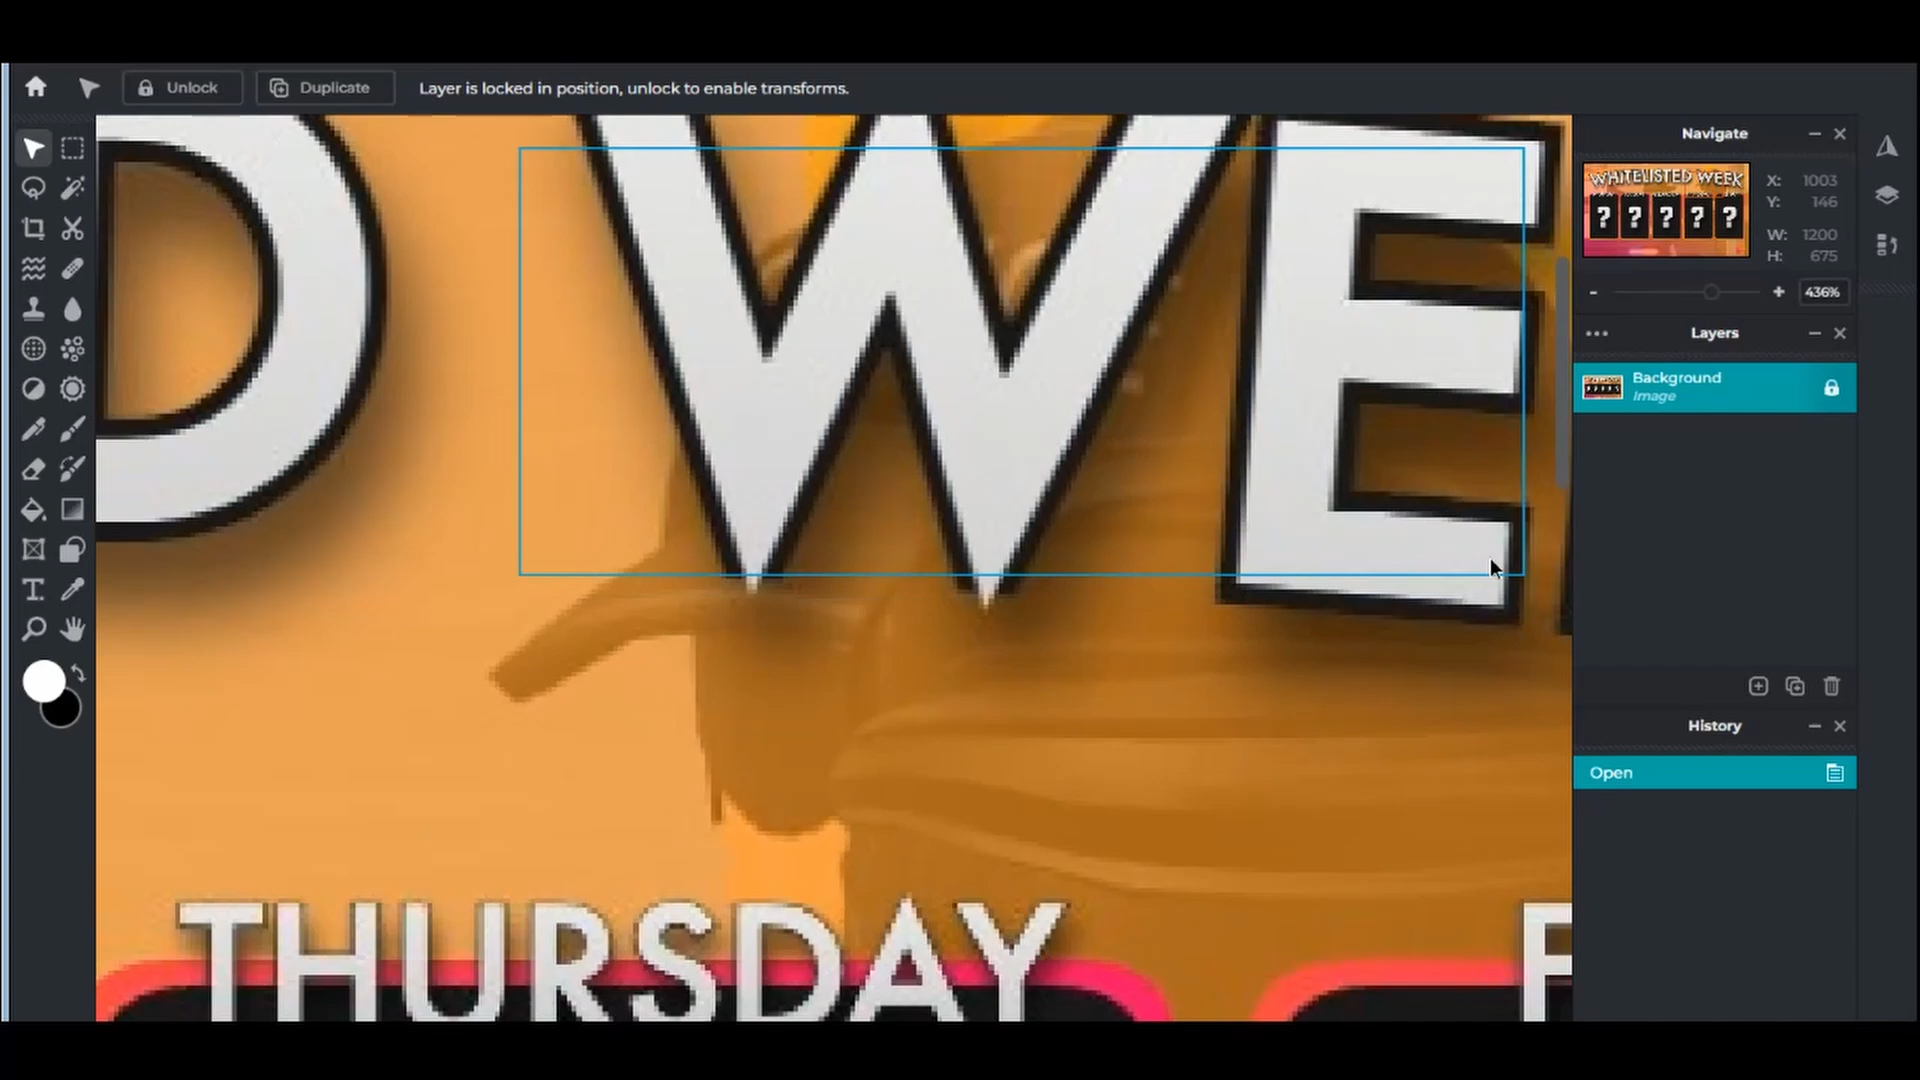 Unlock
Duplicate
Layer is locked in position, unlock to enable transforms.
D WE
THURSDAY
F
Navigate
WHITELISTED WEEK
? ? ? ? ?
X: 1003
Y: 146
W: 1200
H: 675
- + 436%
Layers
Background
Image
History
Open
T